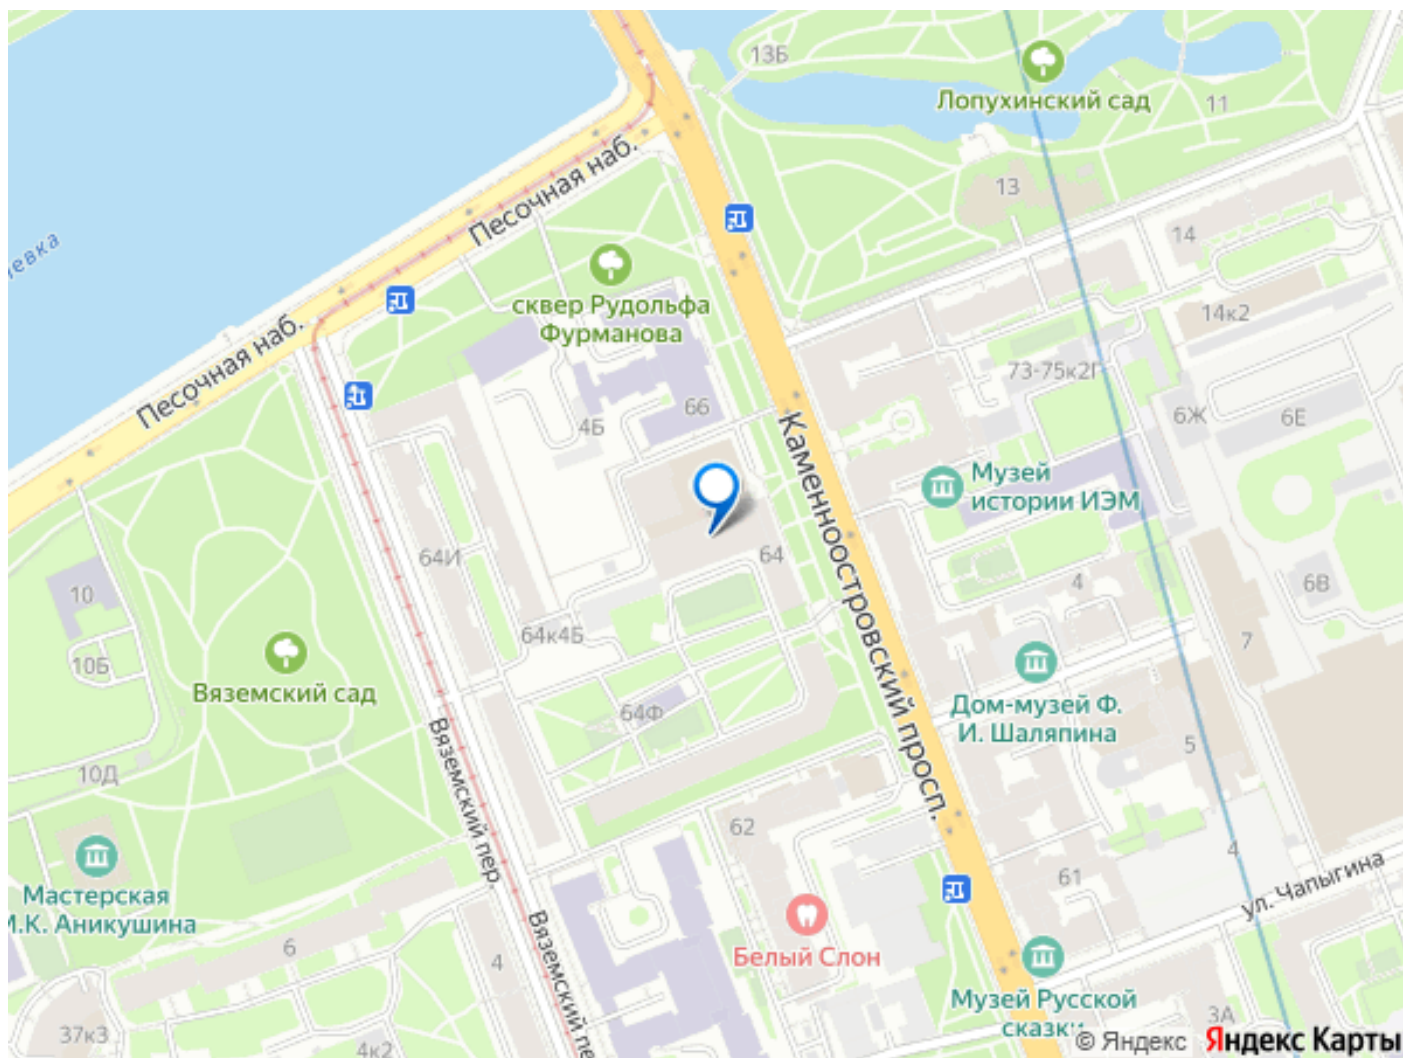 13Б
Лопухинский сад
11
Песочная наб.
13
14
сквер Рудольфа
Фурманова
14к2
Песочная наб.
73-75к2Г
66
4Б
6Ж
6Е
Каменноостровский просп.
Музей
истории ИЭМ
64И
64
10
4
6В
64к4Б
7
10Б
Вяземский сад
64Ф
Дом-музей Ф.
И. Шаляпина
5
10Д
Вяземский пер.
62
4
61
ул. Чапыгина
Мастерская
М.К. Аникушина
6
4
Вяземский пе
Белый Слон
Музей Русской
сказки
3А
37к3
4к2
© Яндекс Яндекс Карты